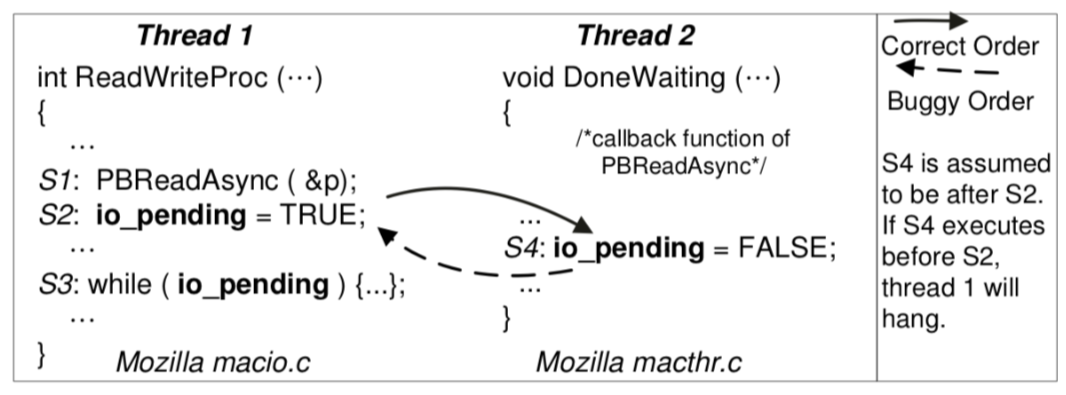 Thread 1
int ReadWriteProc (⋯)
{
...
S1: PBReadAsync ( &p);
S2: io_pending = TRUE;
...
S3: while ( io_pending ) {...};
...
}
Mozilla macio.c
Thread 2
void DoneWaiting (⋯)
{
/*callback function of
PBReadAsync*/
...
S4: io_pending = FALSE;
...
}
Mozilla macthr.c
Correct Order
Buggy Order
S4 is assumed
to be after S2.
If S4 executes
before S2,
thread 1 will
hang.